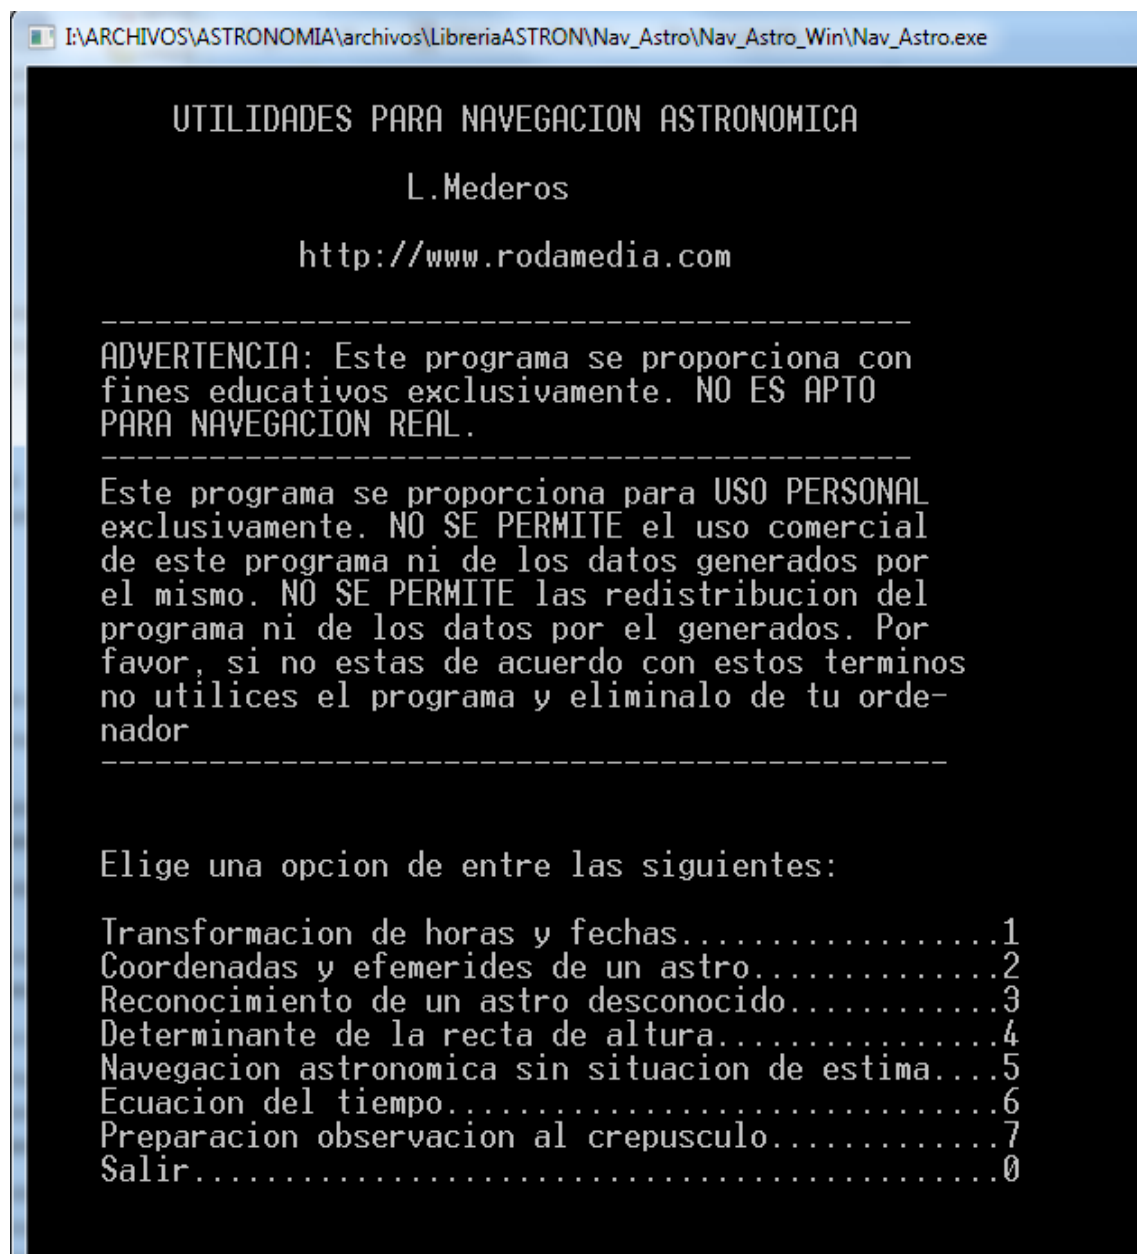 I:\ARCHIVOS\ASTRONOMIA\archivos\LibreriaASTRON\Nav_Astro\Nav_Astro_Win\Nav_Astro.exe
UTILIDADES PARA NAVEGACION ASTRONOMICA
L.Mederos
http://www.rodamedia.com
---------------------------------------------
ADVERTENCIA: Este programa se proporciona con
fines educativos exclusivamente. NO ES APTO
PARA NAVEGACION REAL.
---------------------------------------------
Este programa se proporciona para USO PERSONAL
exclusivamente. NO SE PERMITE el uso comercial
de este programa ni de los datos generados por
el mismo. NO SE PERMITE las redistribucion del
programa ni de los datos por el generados. Por
favor, si no estas de acuerdo con estos terminos
no utilices el programa y eliminalo de tu orde-
nador
-----------------------------------------------
Elige una opcion de entre las siguientes:
Transformacion de horas y fechas..................1
Coordenadas y efemerides de un astro..............2
Reconocimiento de un astro desconocido............3
Determinante de la recta de altura................4
Navegacion astronomica sin situacion de estima....5
Ecuacion del tiempo...............................6
Preparacion observacion al crepusculo.............7
Salir.............................................0